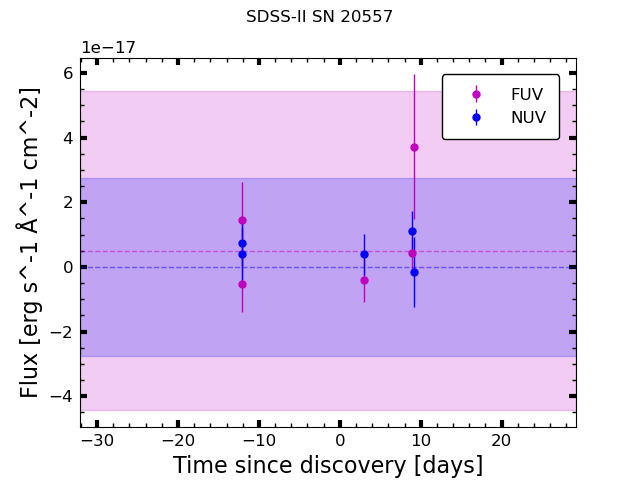 SDSS-II SN 20557
1e−17
FUV
NUV
6
4
2
0
−2
−4
−30 −20 −10 0 10 20
Flux [erg s^-1 Å^-1 cm^-2]
Time since discovery [days]